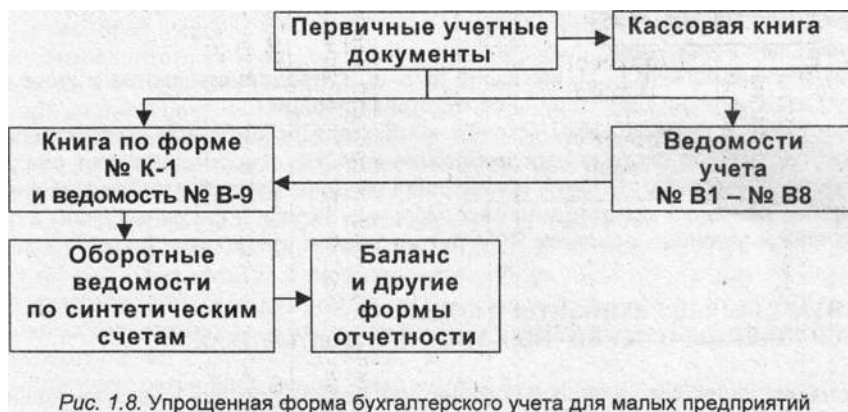 Первичные учетные
документы
Кассовая книга
Книга по форме
№ К-1
и ведомость № В-9
Ведомости
учета
№ В1 – № В8
Оборотные
ведомости
по синтетическим
счетам
Баланс
и другие
формы
отчетности
Рис. 1.8. Упрощенная форма бухгалтерского учета для малых предприятий